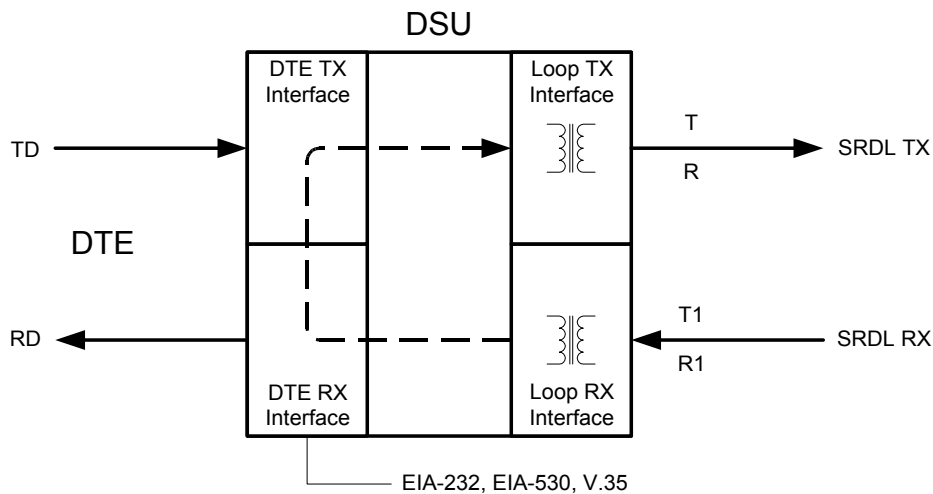 DSU
DTE TX
Interface
Loop TX
Interface
TD
T
R
SRDL TX
DTE
RD
T1
R1
SRDL RX
DTE RX
Interface
Loop RX
Interface
EIA-232, EIA-530, V.35